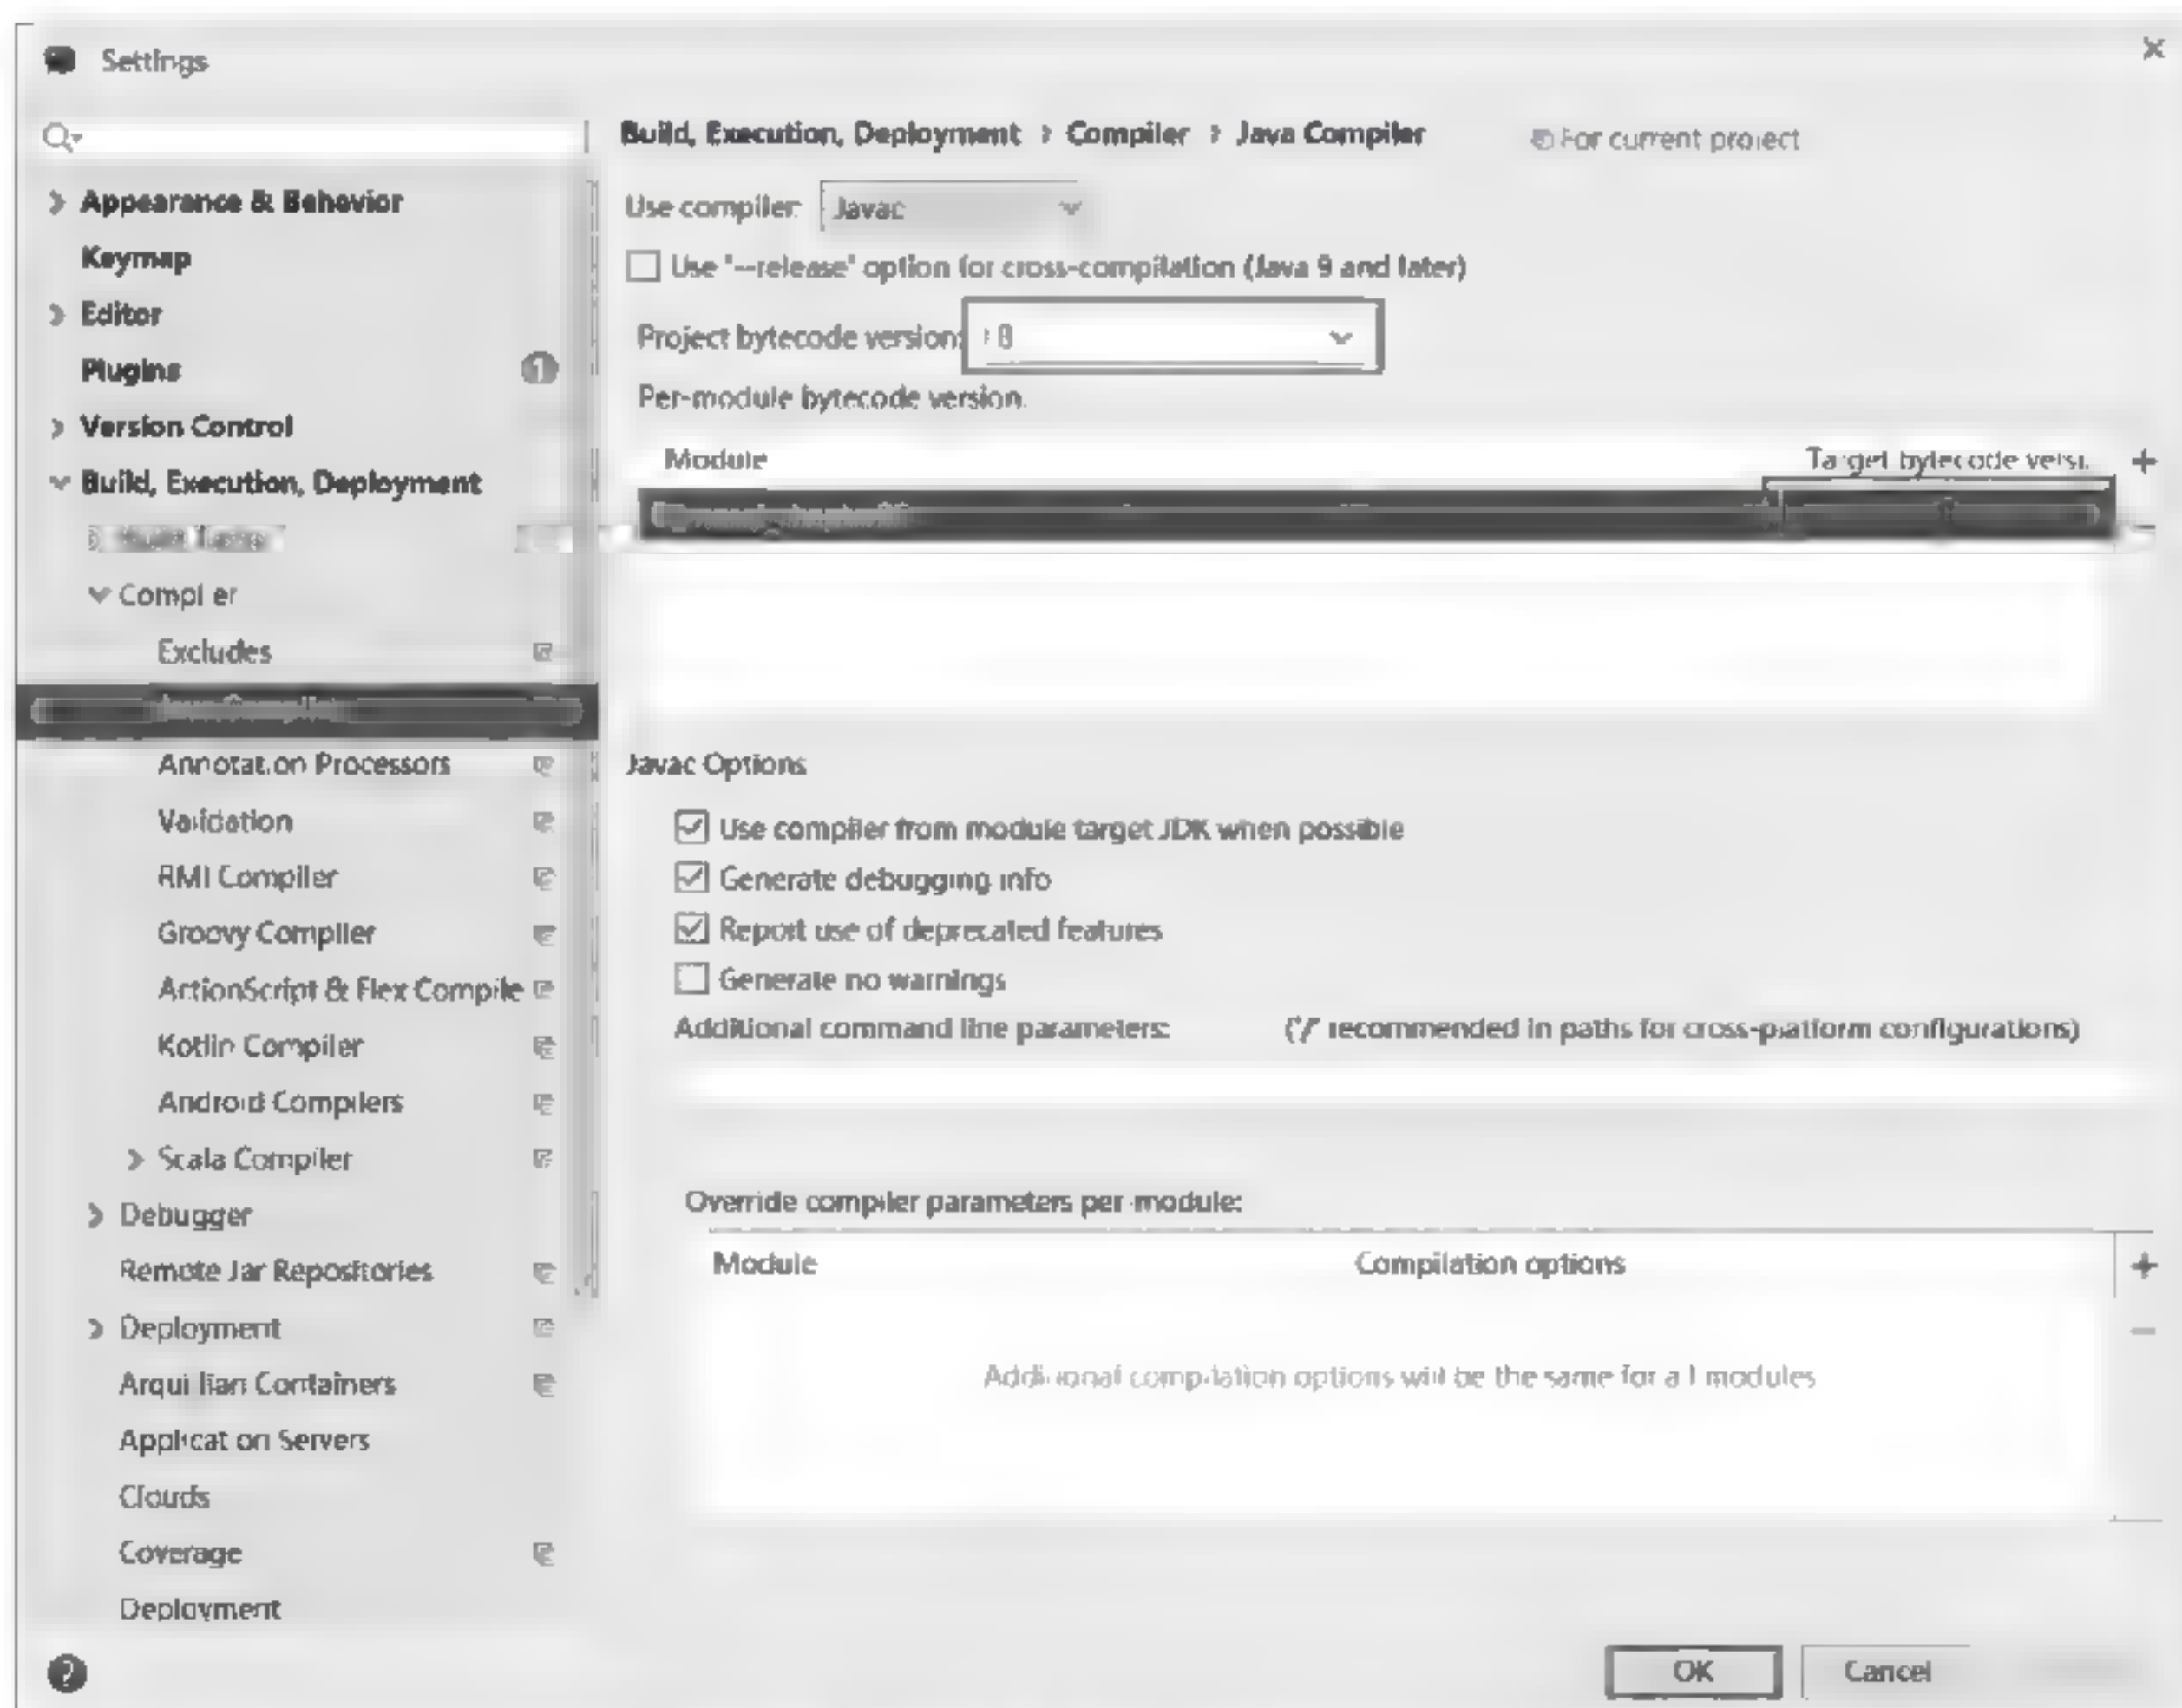 Settings
Appearance & Behavior
Keymap
Editor
Plugins
1
Version Control
Build, Execution, Deployment
Compiler
Excludes
Annotation Processors
Validation
RMI Compiler
Groovy Compiler
ActionScript & Flex Compile
Kotlin Compiler
Android Compilers
Scala Compiler
Debugger
Remote Jar Repositories
Deployment
Arquillian Containers
Application Servers
Clouds
Coverage
Deployment
?
Build, Execution, Deployment › Compiler › Java Compiler For current project
Use compiler: Javac
Use '--release' option for cross-compilation (Java 9 and later)
Project bytecode version: 8
Per-module bytecode version:
Module Target bytecode versi
Javac Options
Use compiler from module target JDK when possible
Generate debugging info
Report use of deprecated features
Generate no warnings
Additional command line parameters: ('/' recommended in paths for cross-platform configurations)
Override compiler parameters per-module:
Module Compilation options
Additional compilation options will be the same for all modules
OK Cancel